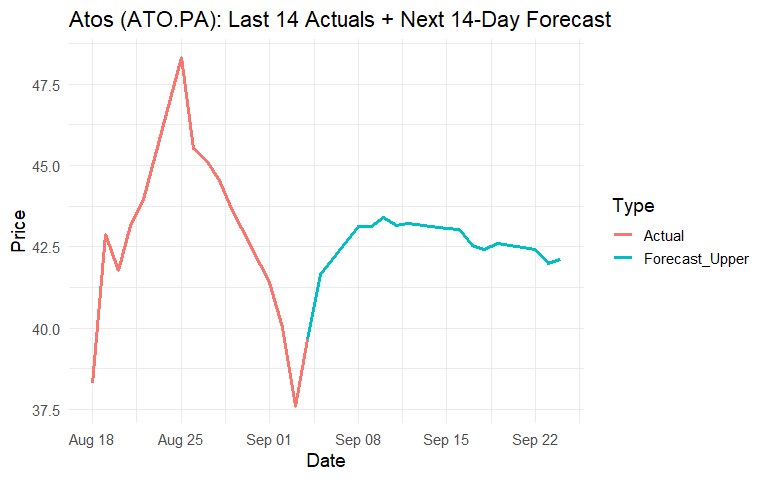 Atos (ATO.PA): Last 14 Actuals + Next 14-Day Forecast
Price
47.5
45.0
42.5
40.0
37.5
Aug 18 Aug 25 Sep 01 Sep 08 Sep 15 Sep 22
Date
Type
Actual
Forecast_Upper